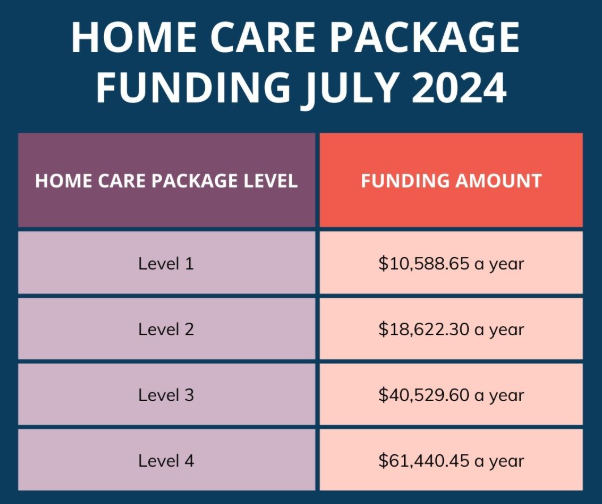 HOME CARE PACKAGE
FUNDING JULY 2024
HOME CARE PACKAGE LEVEL
FUNDING AMOUNT
Level 1
$10,588.65 a year
Level 2
$18,622.30 a year
Level 3
$40,529.60 a year
Level 4
$61,440.45 a year